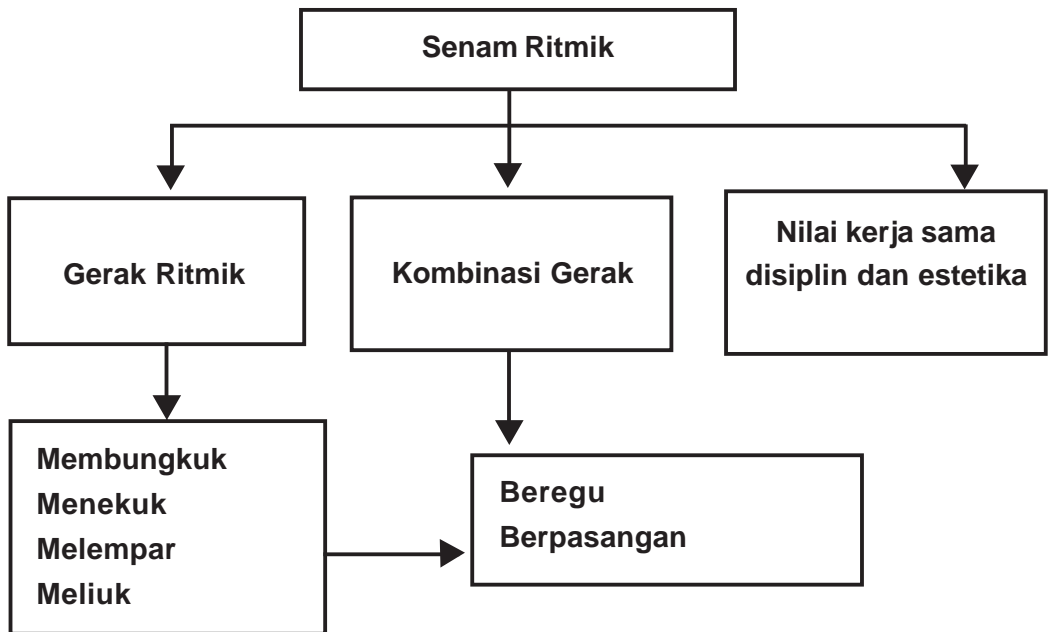 Senam Ritmik
Gerak Ritmik
Kombinasi Gerak
Nilai kerja sama
disiplin dan estetika
Membungkuk
Menekuk
Melempar
Meliuk
Beregu
Berpasangan